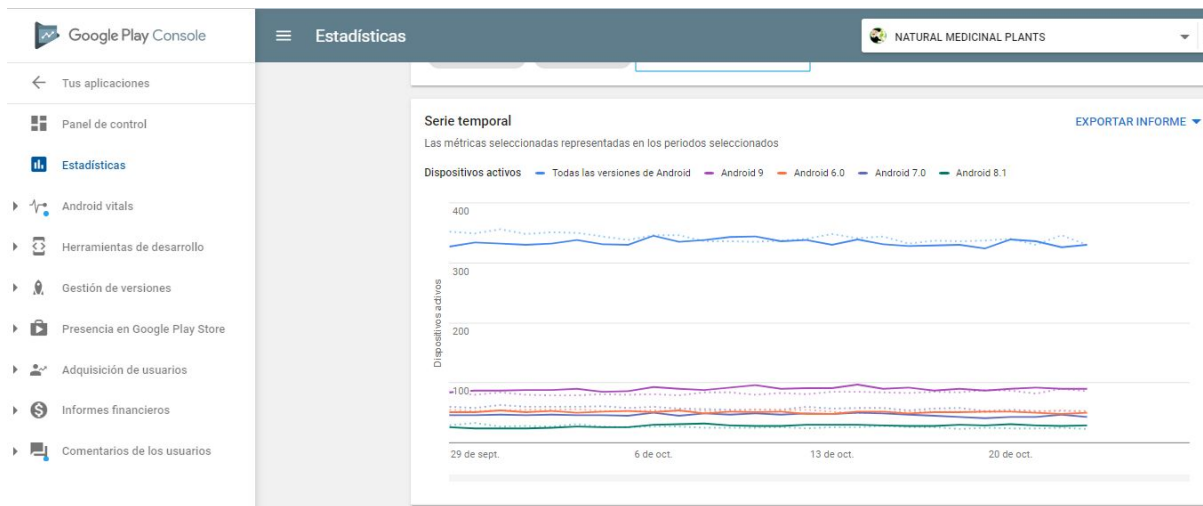 Google Play Console
Estadísticas
NATURAL MEDICINAL PLANTS
Tus aplicaciones
Panel de control
Estadísticas
Android vitals
Herramientas de desarrollo
Gestión de versiones
Presencia en Google Play Store
Adquisición de usuarios
Informes financieros
Comentarios de los usuarios
Serie temporal
EXPORTAR INFORME
Las métricas seleccionadas representadas en los periodos seleccionados
Dispositivos activos Todas las versiones de Android Android 9 Android 6.0 Android 7.0 Android 8.1
Dispositivos activos
400
300
200
100
29 de sept. 6 de oct. 13 de oct. 20 de oct.